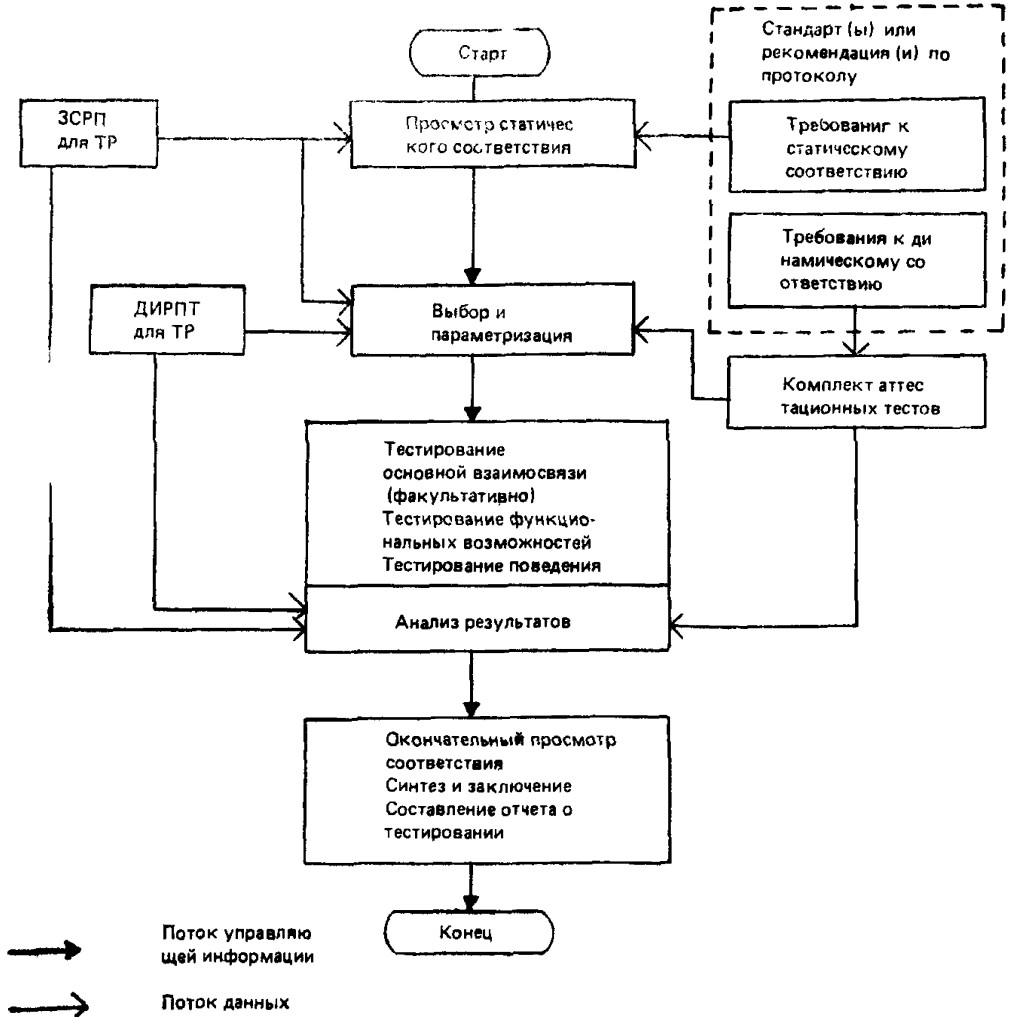 Старт
Стандарт (ы) или
рекомендация (и) по
протоколу
ЗСРП
для ТР
Просмотр статичес
кого соответствия
Требования к
статическому
соответствию
Требования к ди
намическому со
ответствию
ДИРПТ
для ТР
Выбор и
параметризация
Комплект аттес
тационных тестов
Тестирование
основной взаимосвязи
(факультативно)
Тестирование функцио-
нальных возможностей
Тестирование поведения
Анализ результатов
Окончательный просмотр
соответствия
Синтез и заключение
Составление отчета о
тестировании
Конец
Поток управляю
щей информации
Поток данных